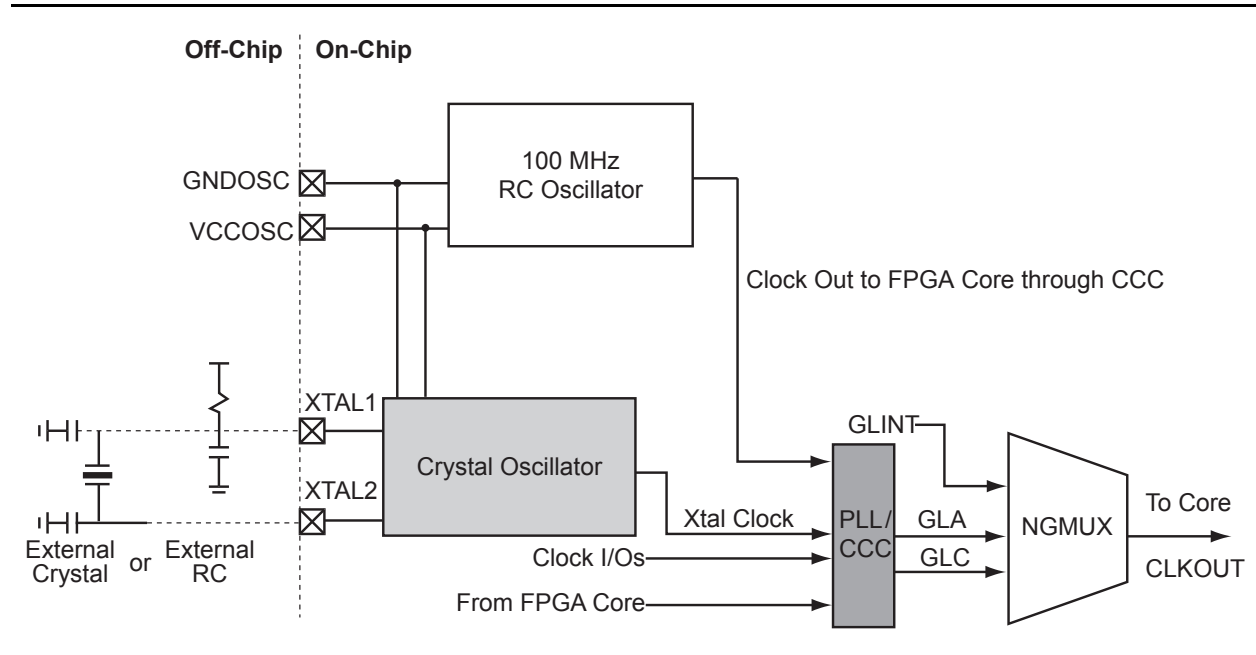 Off-Chip
On-Chip
100 MHz
RC Oscillator
GNDOSC
VCCOSC
Clock Out to FPGA Core through CCC
XTAL1
Crystal Oscillator
XTAL2
GLINT
Xtal Clock
PLL/
CCC
GLA
GLC
NGMUX
To Core
CLKOUT
External
Crystal
or
External
RC
Clock I/Os
From FPGA Core